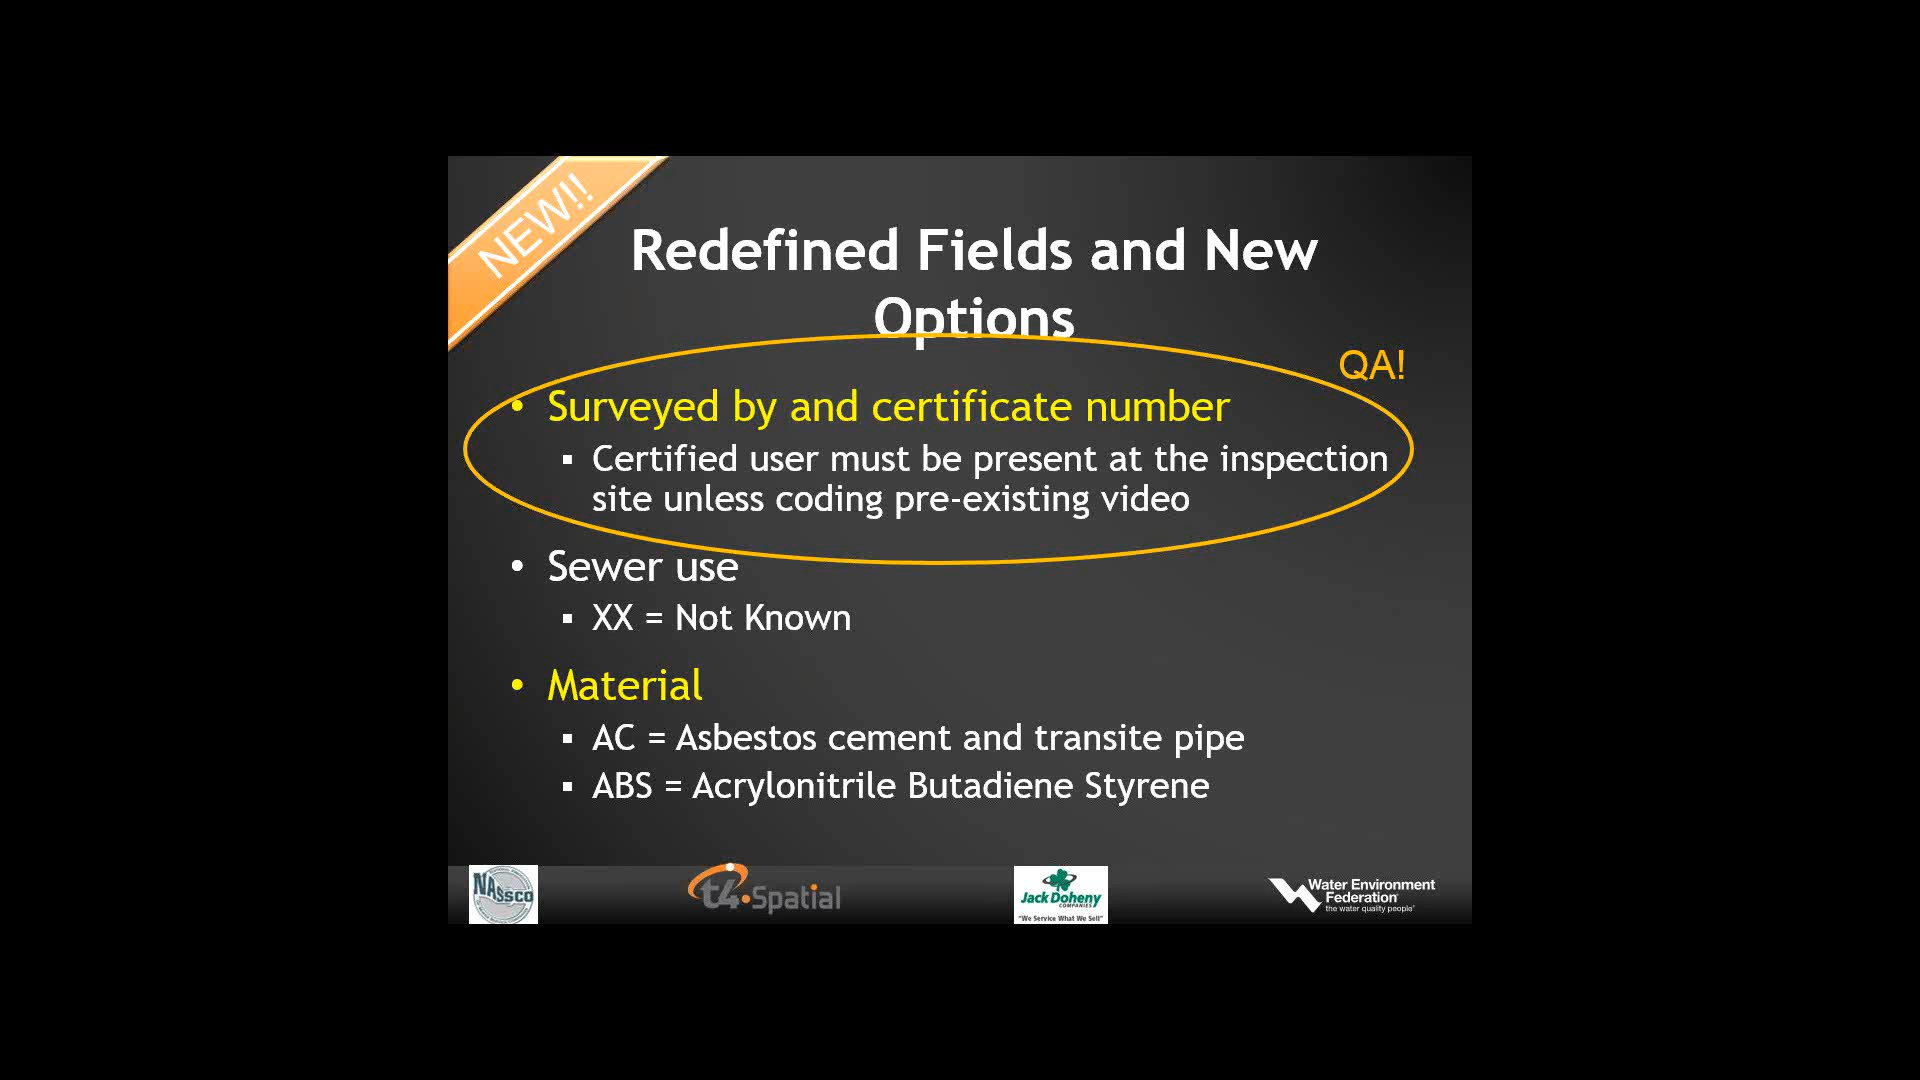 NEW!!
Redefined Fields and New
Options
QA!
• Surveyed by and certificate number
▪ Certified user must be present at the inspection
site unless coding pre-existing video
• Sewer use
▪ XX = Not Known
• Material
▪ AC = Asbestos cement and transite pipe
▪ ABS = Acrylonitrile Butadiene Styrene
NASSCO
t4.Spatial
Jack Doheny
COMPANIES
"We Service What We Sell"
Water Environment
Federation
the water quality people